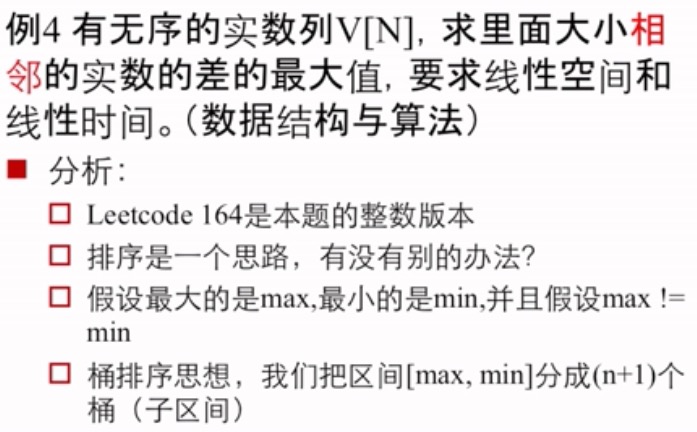 例4 有无序的实数列V[N]，求里面大小相
邻的实数的差的最大值，要求线性空间和
线性时间。（数据结构与算法）
分析：
Leetcode 164是本题的整数版本
排序是一个思路，有没有别的办法？
假设最大的是max,最小的是min,并且假设max !=
min
桶排序思想，我们把区间[max, min]分成(n+1)个
桶（子区间）